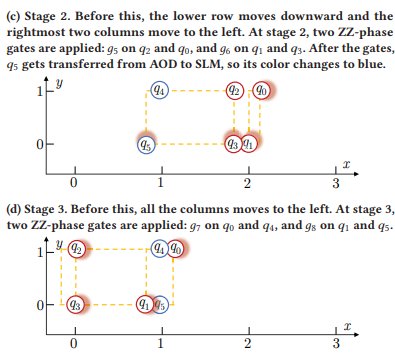 (c) Stage 2. Before this, the lower row moves downward and the
rightmost two columns move to the left. At stage 2, two ZZ-phase
gates are applied: g5 on q2 and q0, and g6 on q1 and q3. After the gates,
q5 gets transferred from AOD to SLM, so its color changes to blue.
y
1
q4 q2 q0
0
q5 q3 q1
x
0 1 2 3
(d) Stage 3. Before this, all the columns moves to the left. At stage 3,
two ZZ-phase gates are applied: g7 on q0 and q4, and g8 on q1 and q5.
y
1
q2 q4 q0
0
q3 q1 q5
x
0 1 2 3